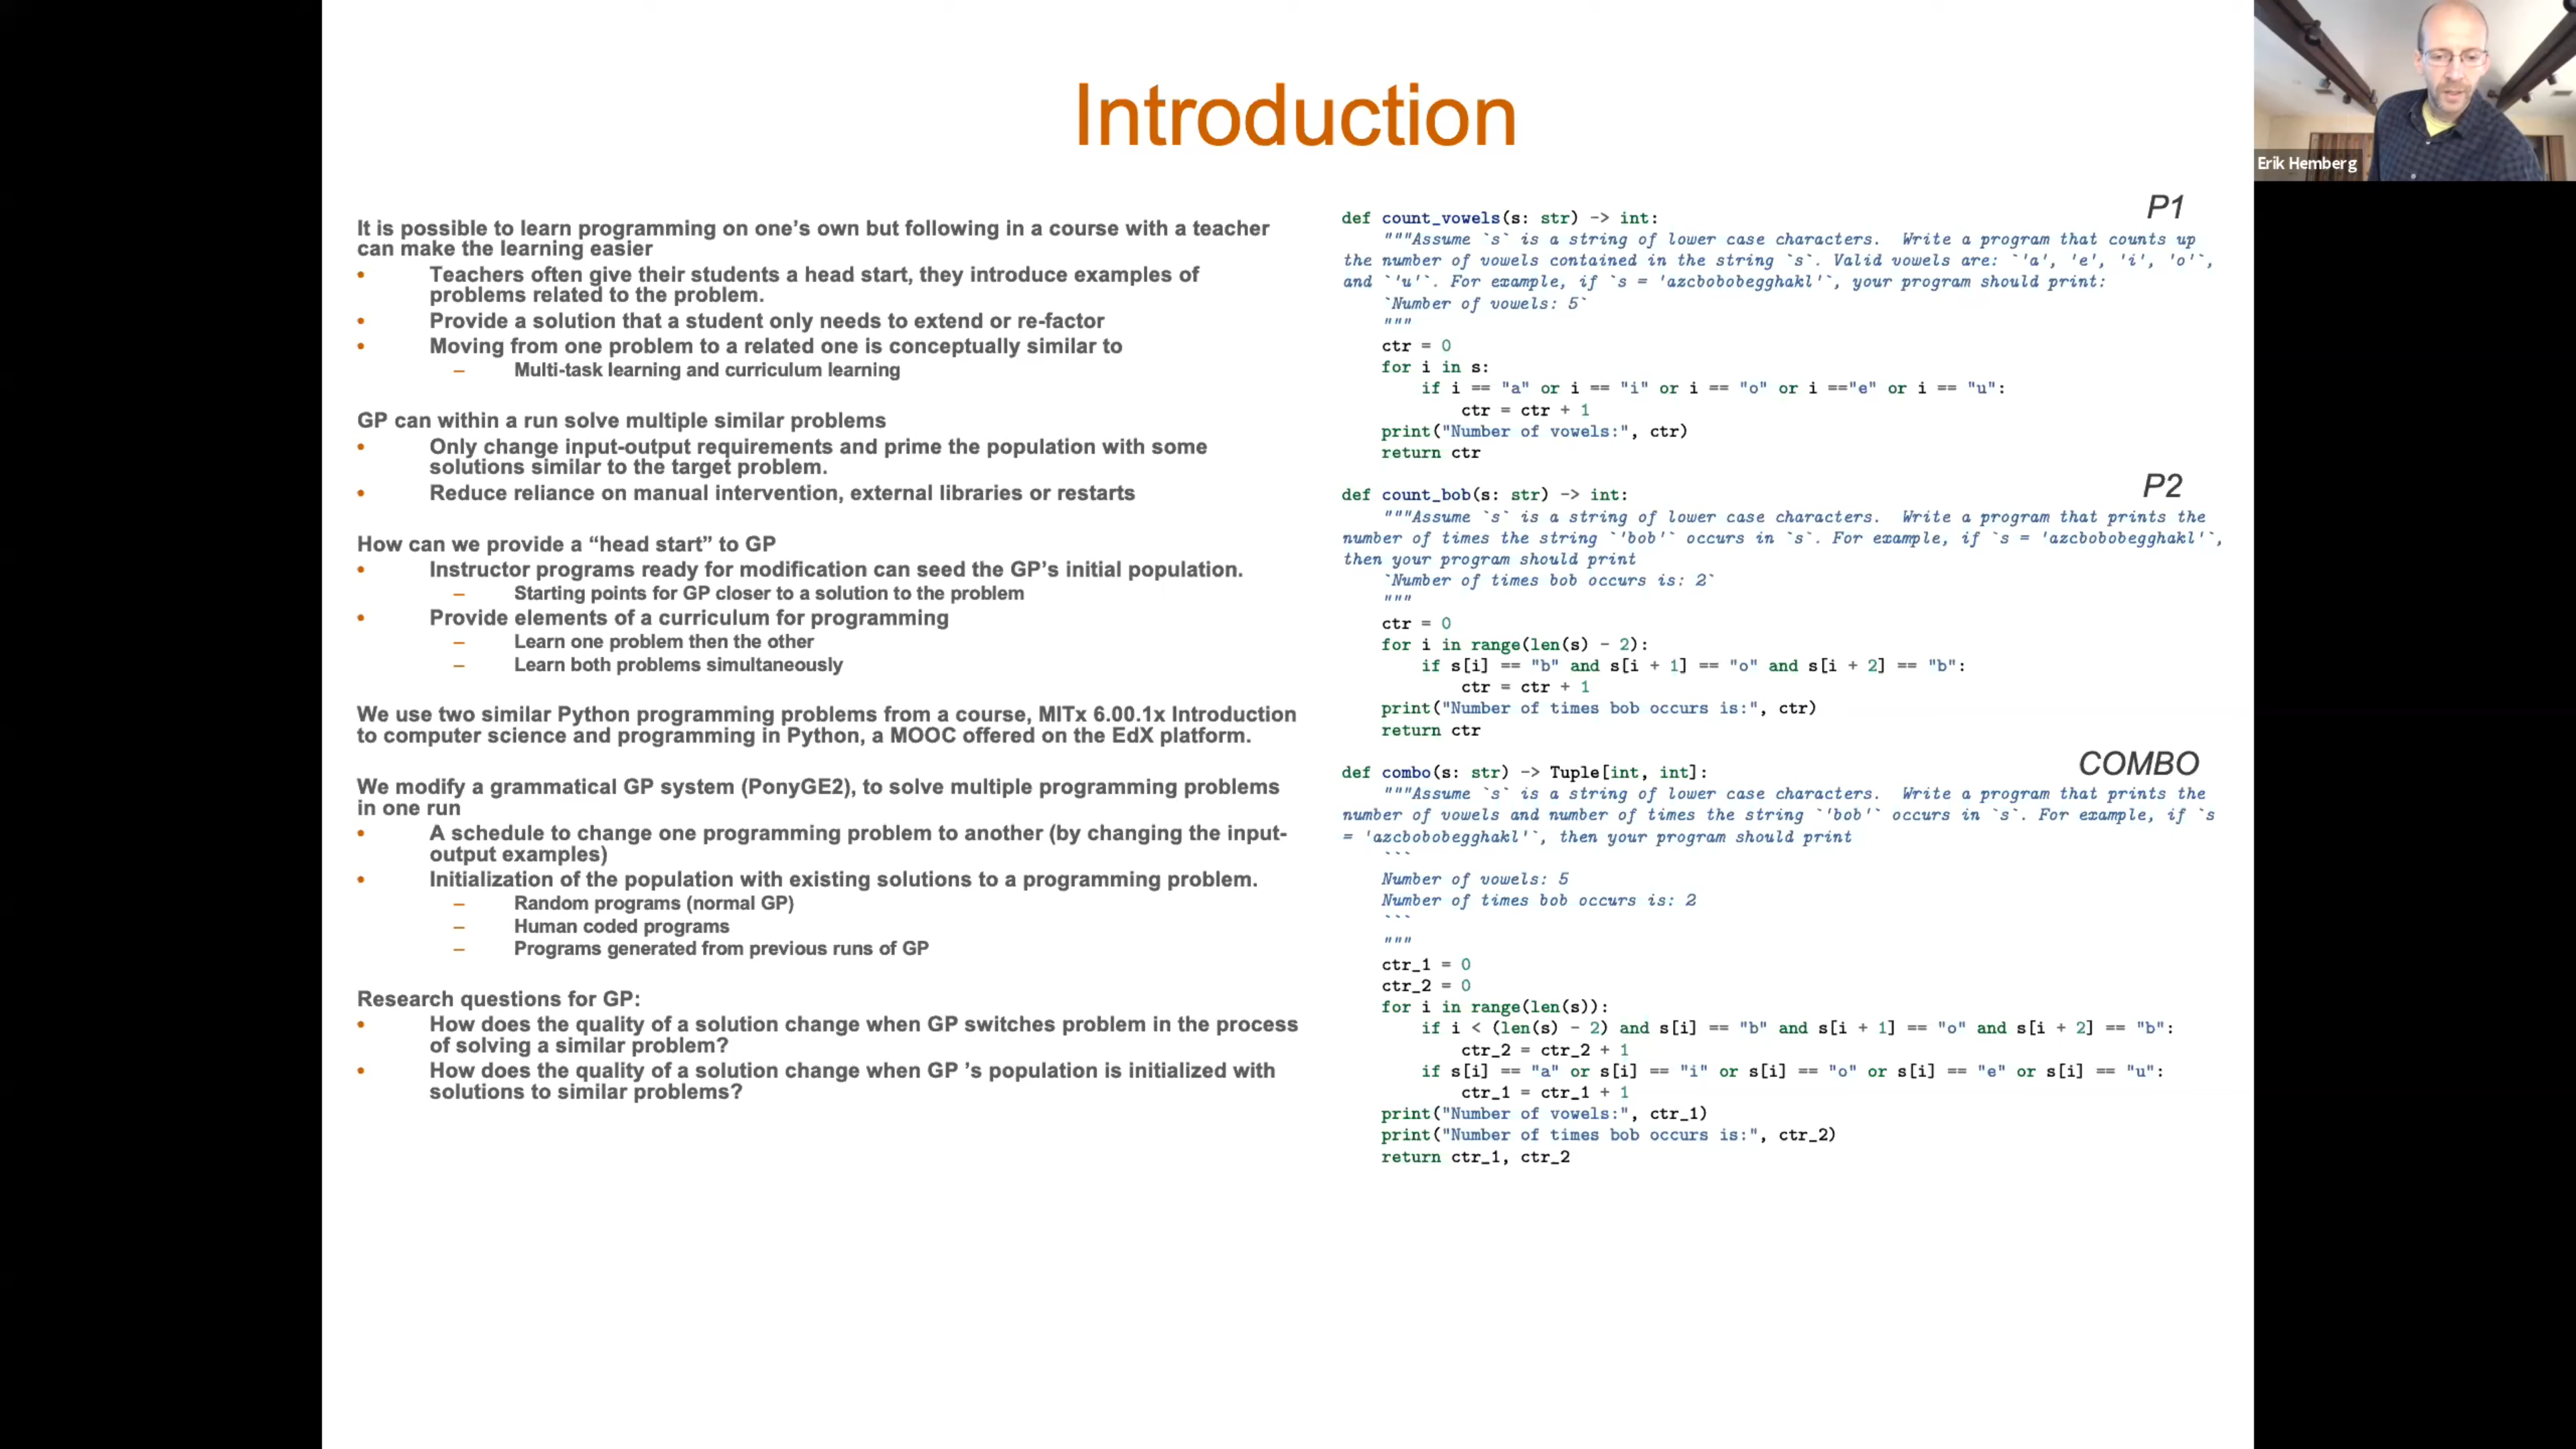 Introduction
Erik Hemberg
It is possible to learn programming on one's own but following in a course with a teacher
can make the learning easier
• Teachers often give their students a head start, they introduce examples of
problems related to the problem.
• Provide a solution that a student only needs to extend or re-factor
• Moving from one problem to a related one is conceptually similar to
– Multi-task learning and curriculum learning
GP can within a run solve multiple similar problems
• Only change input-output requirements and prime the population with some
solutions similar to the target problem.
• Reduce reliance on manual intervention, external libraries or restarts
How can we provide a “head start” to GP
• Instructor programs ready for modification can seed the GP's initial population.
– Starting points for GP closer to a solution to the problem
• Provide elements of a curriculum for programming
– Learn one problem then the other
– Learn both problems simultaneously
We use two similar Python programming problems from a course, MITx 6.00.1x Introduction
to computer science and programming in Python, a MOOC offered on the EdX platform.
We modify a grammatical GP system (PonyGE2), to solve multiple programming problems
in one run
• A schedule to change one programming problem to another (by changing the input-
output examples)
• Initialization of the population with existing solutions to a programming problem.
– Random programs (normal GP)
– Human coded programs
– Programs generated from previous runs of GP
Research questions for GP:
• How does the quality of a solution change when GP switches problem in the process
of solving a similar problem?
• How does the quality of a solution change when GP 's population is initialized with
solutions to similar problems?
P1
def count_vowels(s: str) -> int:
"""Assume `s` is a string of lower case characters. Write a program that counts up
the number of vowels contained in the string `s`. Valid vowels are: `'a', 'e', 'i', 'o'`,
and `'u'`. For example, if `s = 'azcbobobegghakl'`, your program should print:
`Number of vowels: 5`
"""
ctr = 0
for i in s:
if i == "a" or i == "i" or i == "o" or i =="e" or i == "u":
ctr = ctr + 1
print("Number of vowels:", ctr)
return ctr
P2
def count_bob(s: str) -> int:
"""Assume `s` is a string of lower case characters. Write a program that prints the
number of times the string `'bob'` occurs in `s`. For example, if `s = 'azcbobobegghakl'`,
then your program should print
`Number of times bob occurs is: 2`
"""
ctr = 0
for i in range(len(s) - 2):
if s[i] == "b" and s[i + 1] == "o" and s[i + 2] == "b":
ctr = ctr + 1
print("Number of times bob occurs is:", ctr)
return ctr
COMBO
def combo(s: str) -> Tuple[int, int]:
"""Assume `s` is a string of lower case characters. Write a program that prints the
number of vowels and number of times the string `'bob'` occurs in `s`. For example, if `s
= 'azcbobobegghakl'`, then your program should print
```
Number of vowels: 5
Number of times bob occurs is: 2
```
"""
ctr_1 = 0
ctr_2 = 0
for i in range(len(s)):
if i < (len(s) - 2) and s[i] == "b" and s[i + 1] == "o" and s[i + 2] == "b":
ctr_2 = ctr_2 + 1
if s[i] == "a" or s[i] == "i" or s[i] == "o" or s[i] == "e" or s[i] == "u":
ctr_1 = ctr_1 + 1
print("Number of vowels:", ctr_1)
print("Number of times bob occurs is:", ctr_2)
return ctr_1, ctr_2